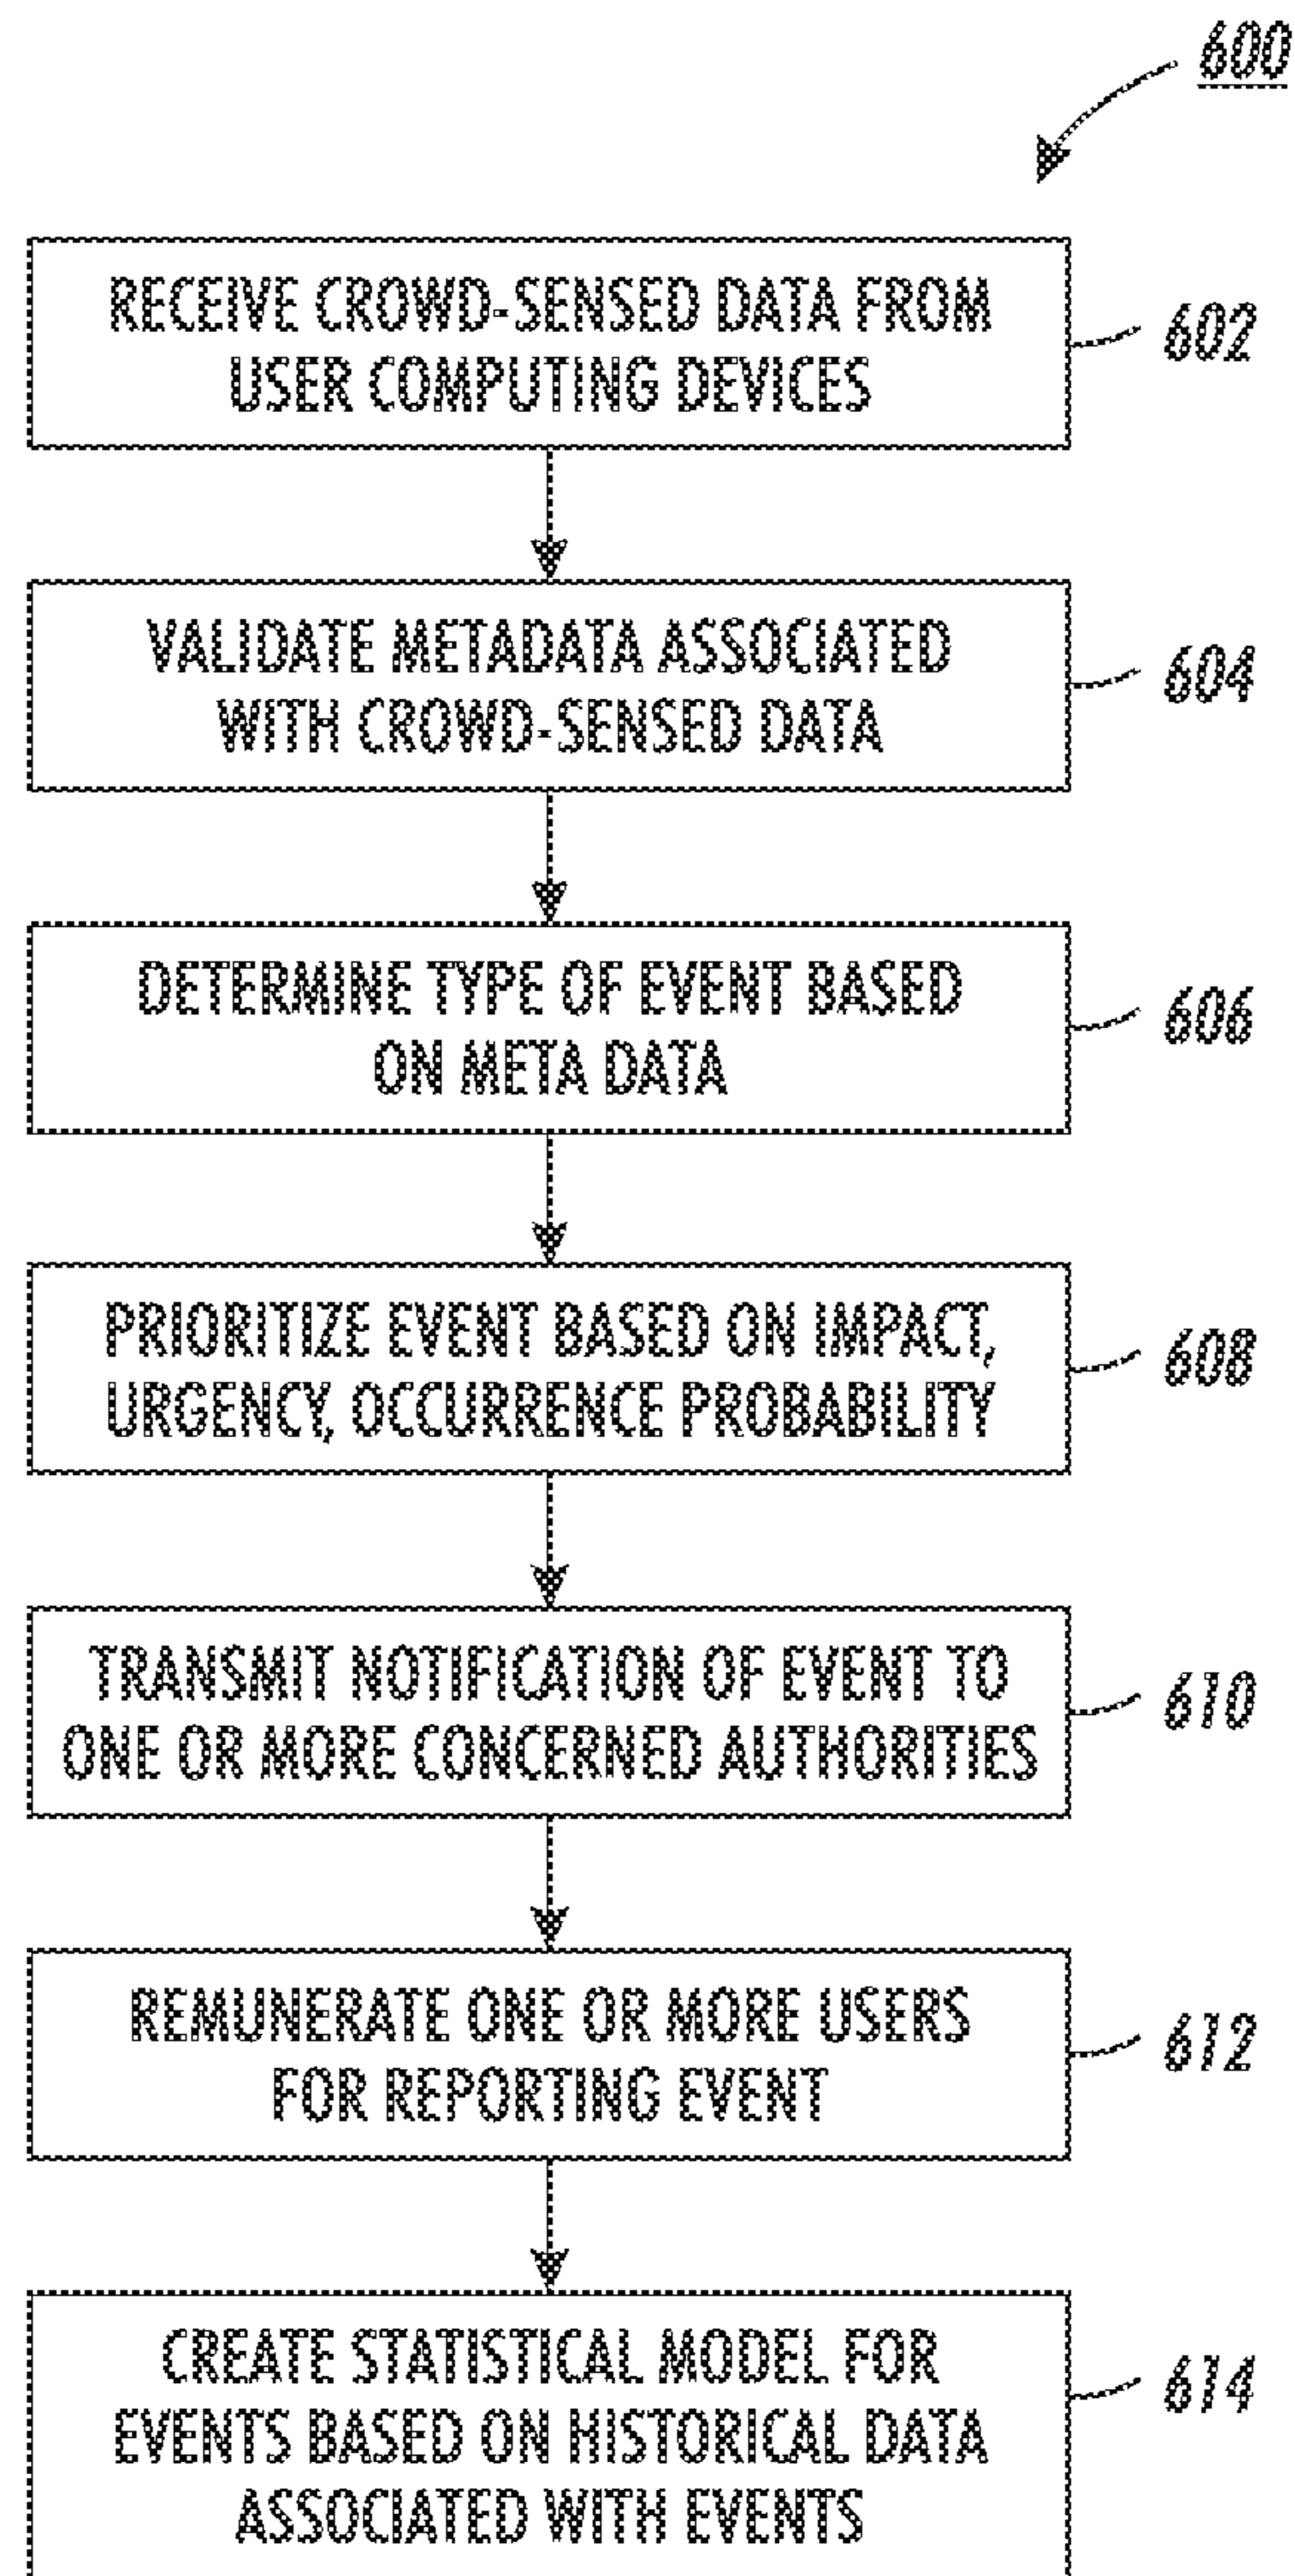 600
RECEIVE CROWD-SENSED DATA FROM
USER COMPUTING DEVICES
602
VALIDATE METADATA ASSOCIATED
WITH CROWD-SENSED DATA
604
DETERMINE TYPE OF EVENT BASED
ON META DATA
606
PRIORITIZE EVENT BASED ON IMPACT,
URGENCY, OCCURRENCE PROBABILITY
608
TRANSMIT NOTIFICATION OF EVENT TO
ONE OR MORE CONCERNED AUTHORITIES
610
REMUNERATE ONE OR MORE USERS
FOR REPORTING EVENT
612
CREATE STATISTICAL MODEL FOR
EVENTS BASED ON HISTORICAL DATA
ASSOCIATED WITH EVENTS
614